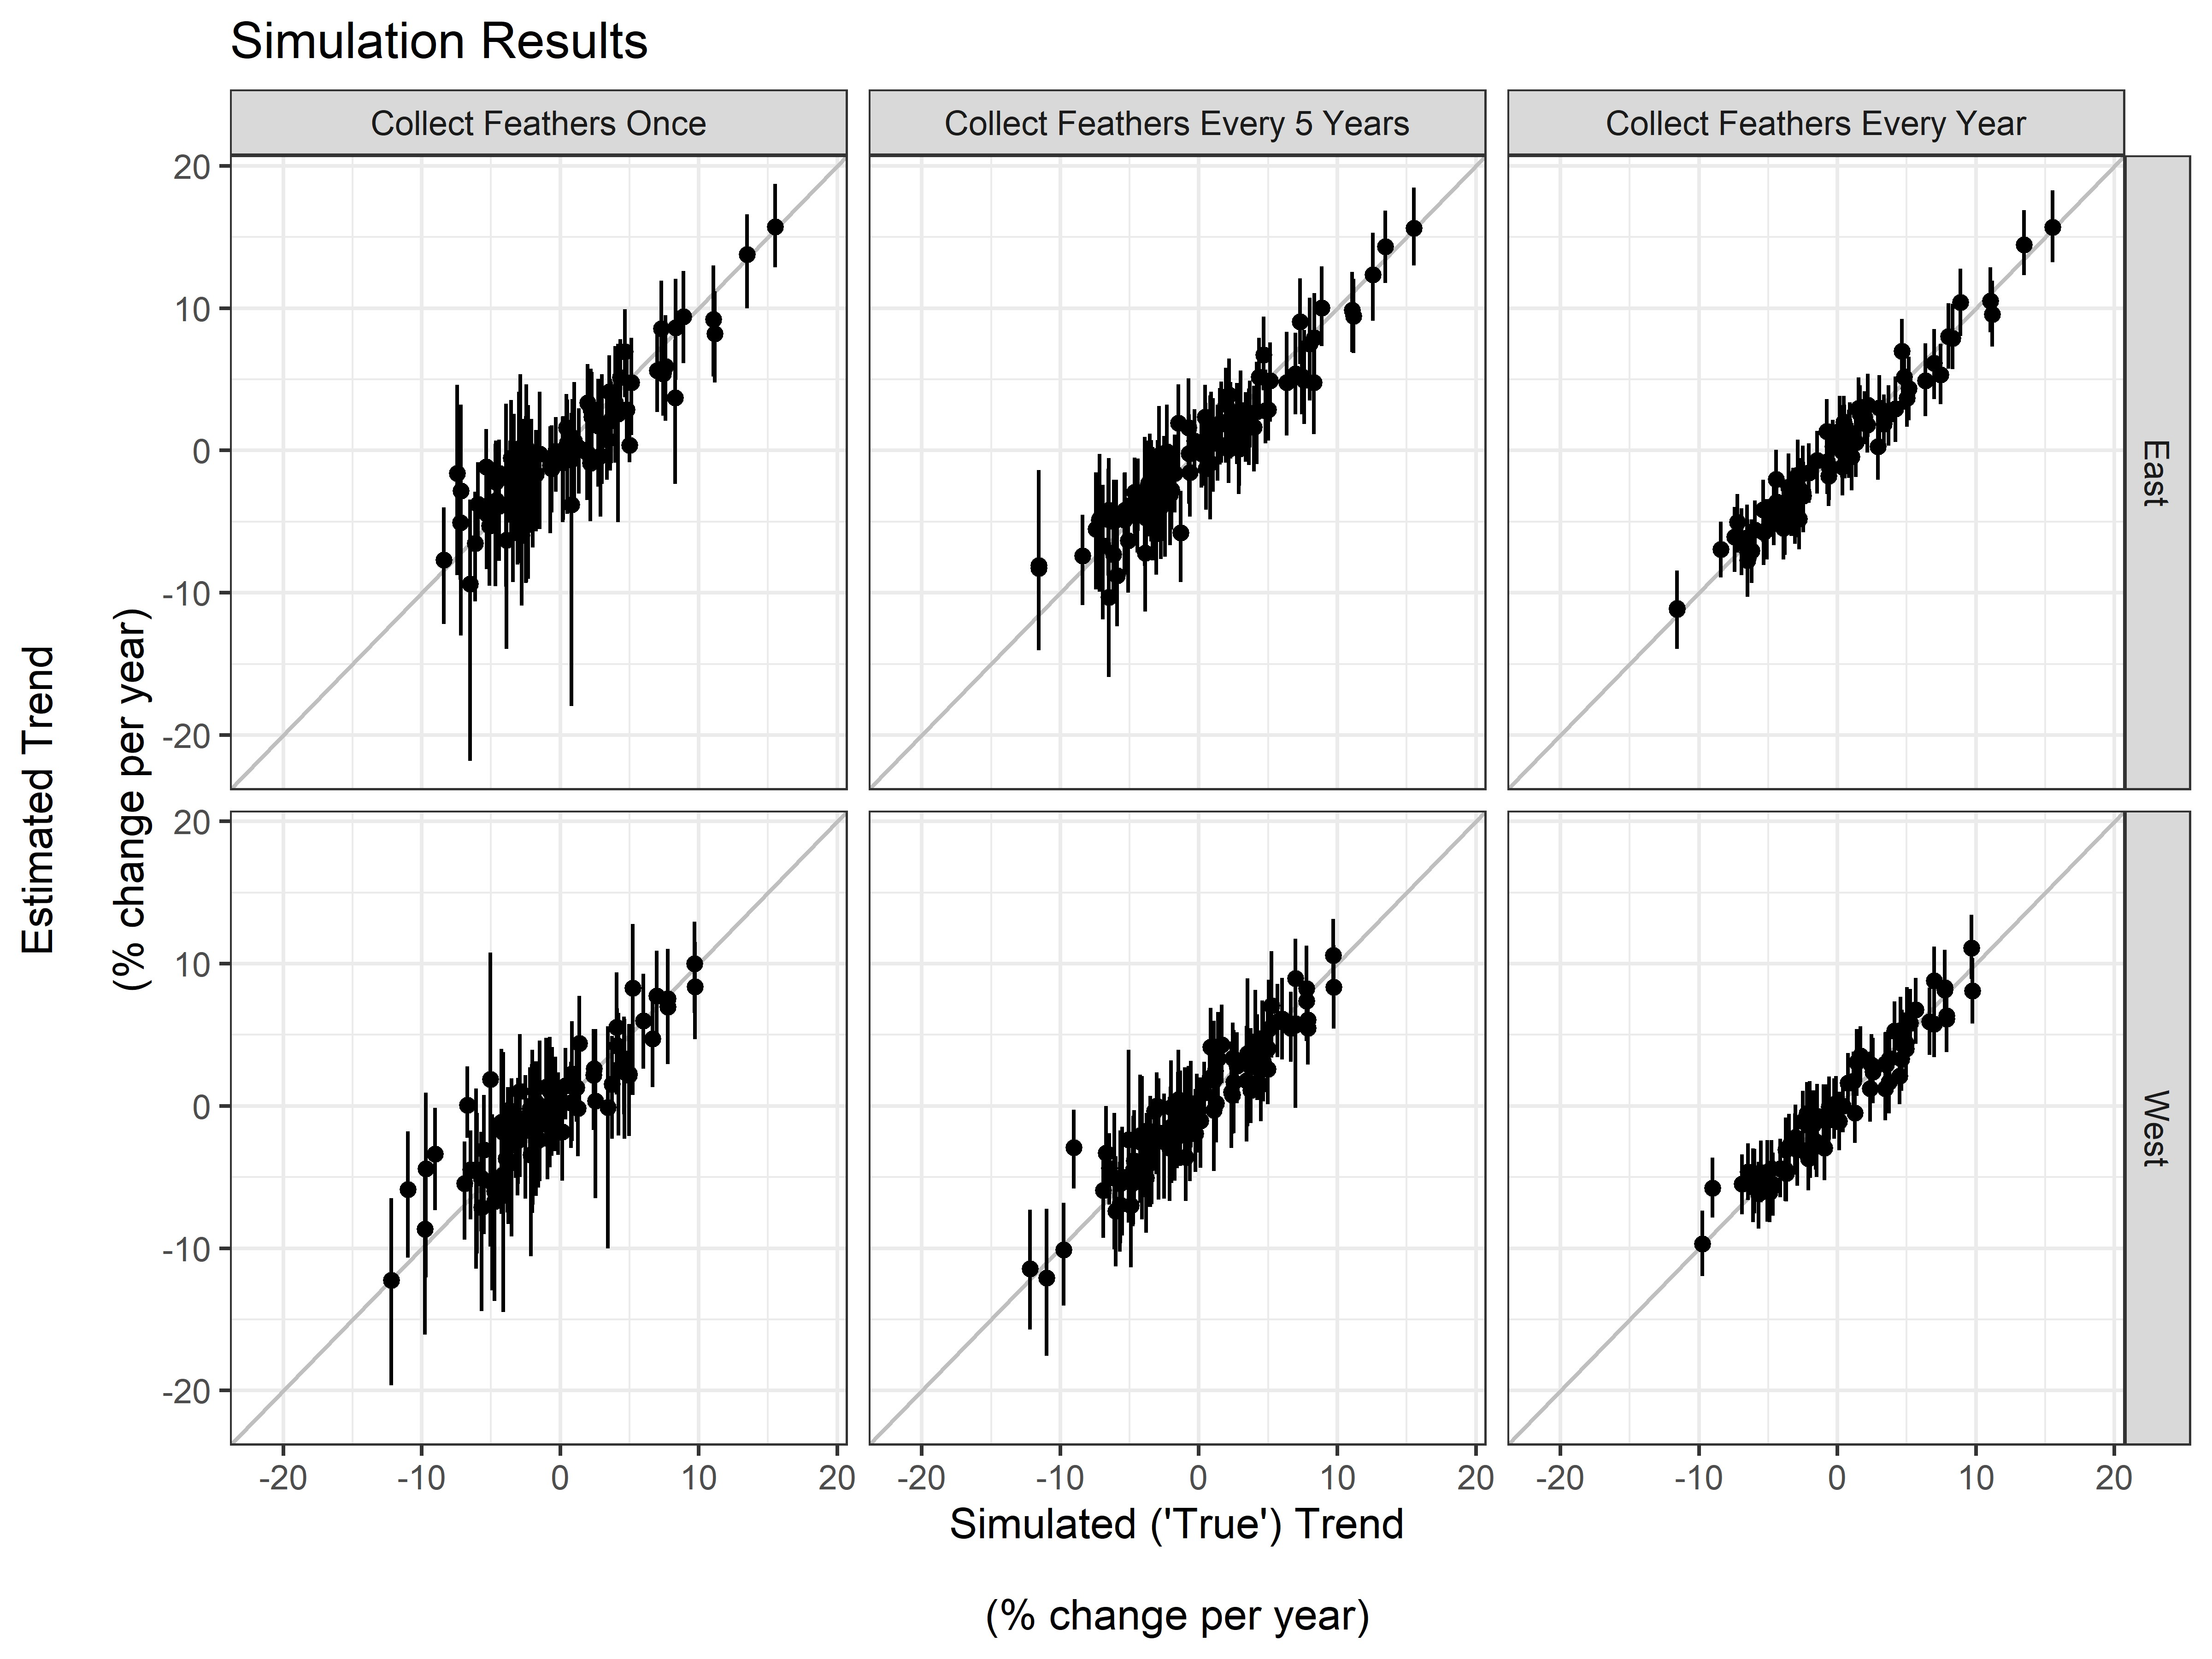 Simulation Results
Collect Feathers Once
Collect Feathers Every 5 Years
Collect Feathers Every Year
Estimated Trend
(% change per year)
20
10
0
-10
-20
East
20
10
0
-10
-20
West
-20 -10 0 10 20
-20 -10 0 10 20
-20 -10 0 10 20
Simulated ('True') Trend
(% change per year)